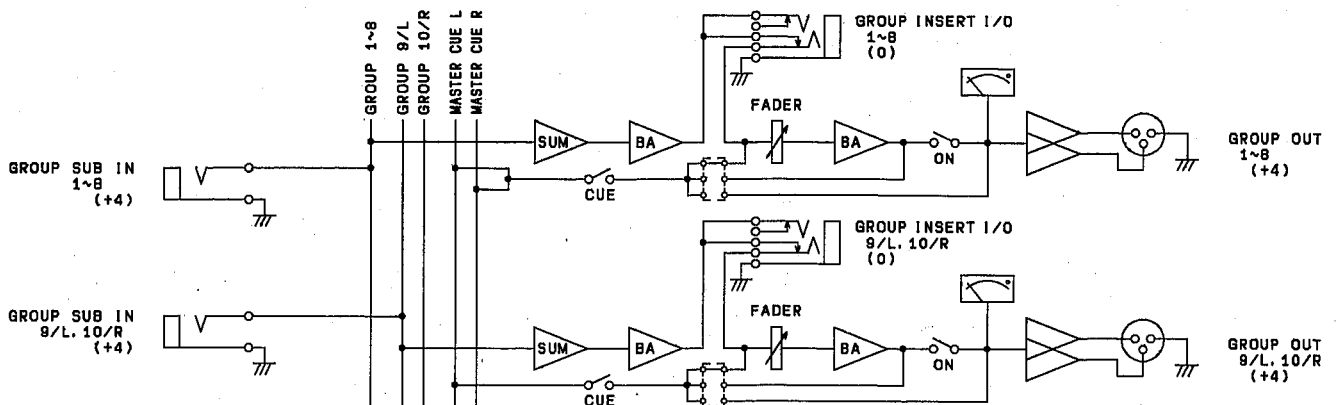 GROUP 1~8
GROUP 9/L
GROUP 10/R
MASTER CUE L
MASTER CUE R
GROUP INSERT I/O
1~8
(0)
FADER
SUM
BA
BA
ON
CUE
GROUP SUB IN
1~8
(+4)
GROUP OUT
1~8
(+4)
GROUP INSERT I/O
9/L. 10/R
(0)
FADER
GROUP SUB IN
9/L. 10/R
(+4)
SUM
BA
BA
ON
CUE
GROUP OUT
9/L. 10/R
(+4)